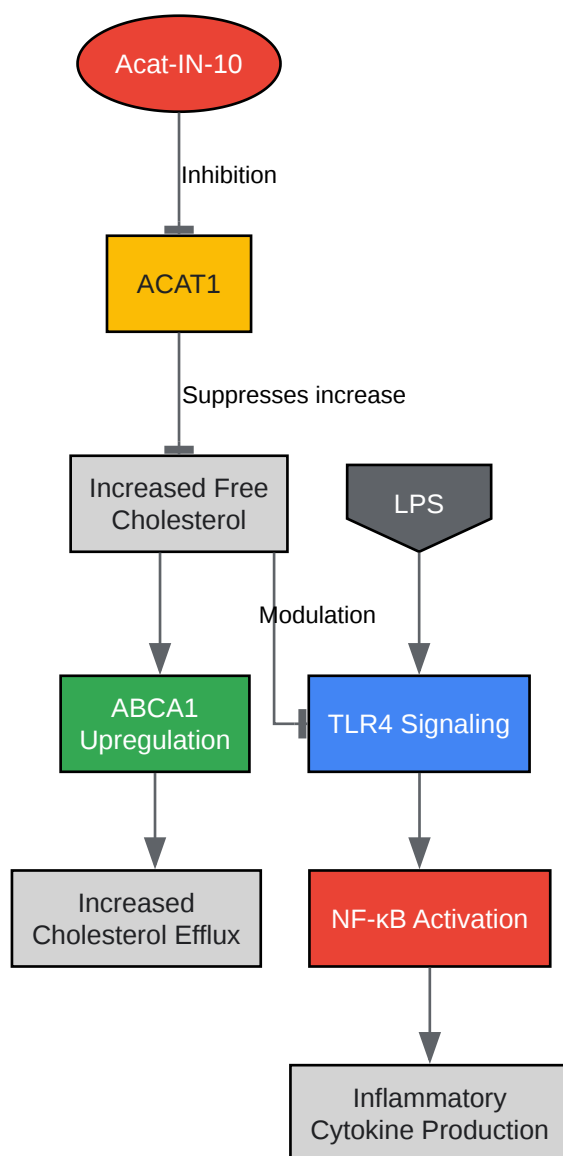 Acat-IN-10
Inhibition
ACAT1
Suppresses increase
Increased Free
Cholesterol
LPS
Modulation
ABCA1
Upregulation
TLR4 Signaling
Increased
Cholesterol Efflux
NF-κB Activation
Inflammatory
Cytokine Production